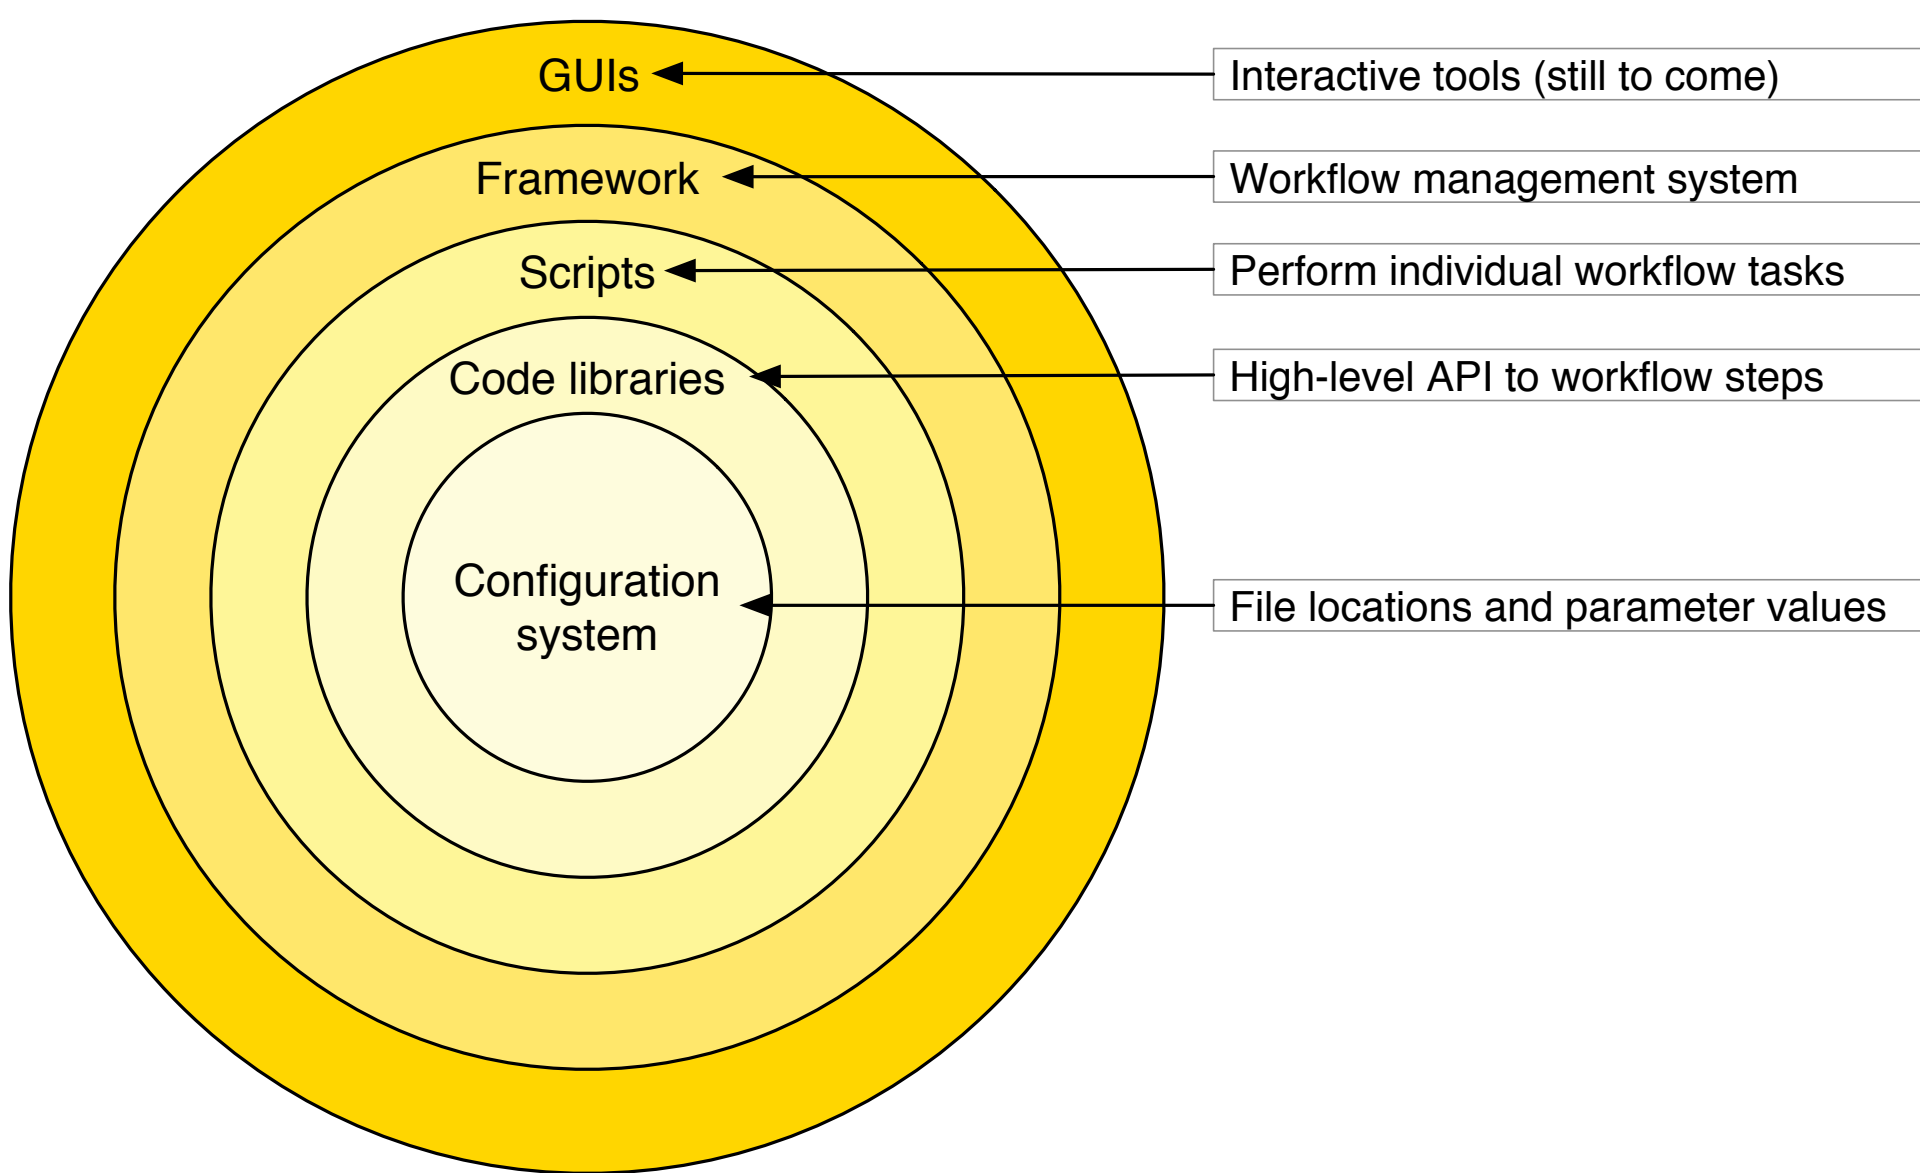 GUIs
Interactive tools (still to come)
Framework
Workflow management system
Scripts
Perform individual workflow tasks
Code libraries
High-level API to workflow steps
Configuration
system
File locations and parameter values